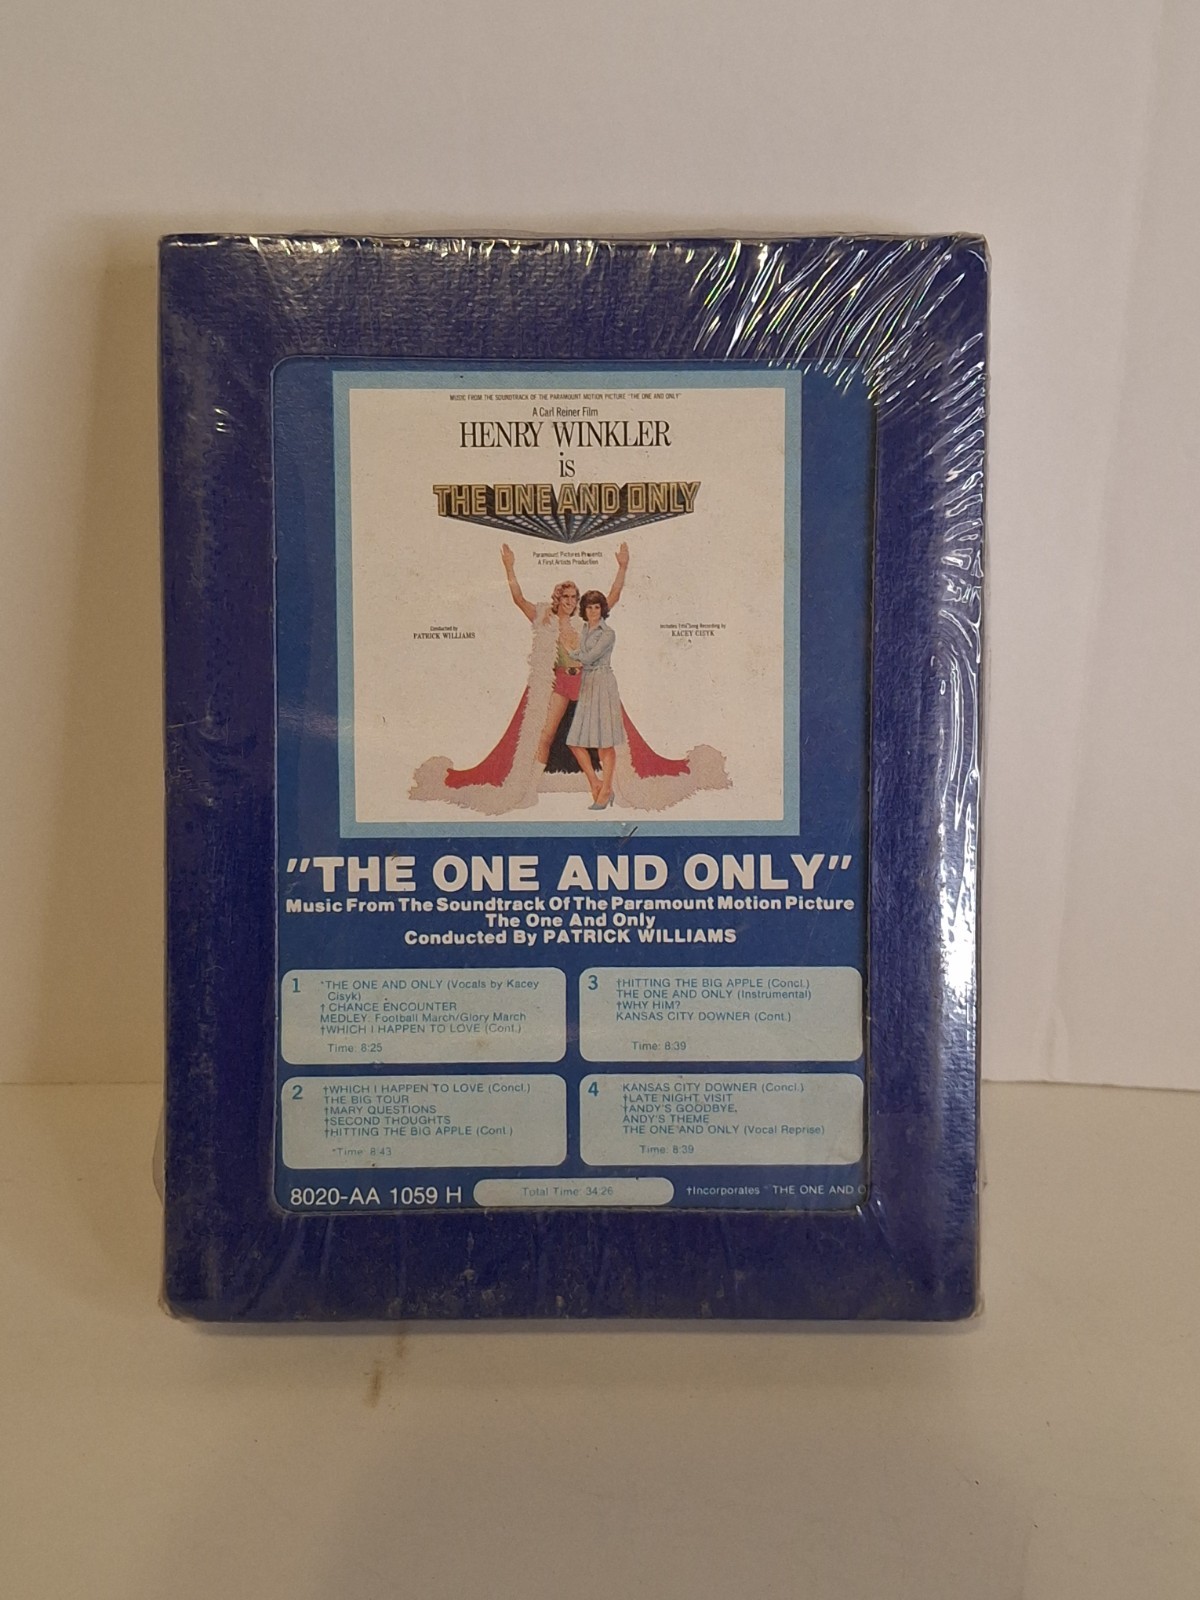 MUSIC FROM THE SOUNDTRACK OF THE PARAMOUNT MOTION PICTURE "THE ONE AND ONLY"
A Carl Reiner Film
HENRY WINKLER
is
THE ONE AND ONLY
Paramount Pictures Presents
A First Artists Production
Conducted by
PATRICK WILLIAMS
Includes Title Song Recording by
KACEY CISYK
"THE ONE AND ONLY"
Music From The Soundtrack Of The Paramount Motion Picture
The One And Only
Conducted By PATRICK WILLIAMS
1
*THE ONE AND ONLY (Vocals by Kacey
Cisyk)
† CHANCE ENCOUNTER
MEDLEY: Football March/Glory March
†WHICH I HAPPEN TO LOVE (Cont.)
Time: 8:25
2
†WHICH I HAPPEN TO LOVE (Concl.)
THE BIG TOUR
†MARY QUESTIONS
†SECOND THOUGHTS
†HITTING THE BIG APPLE (Cont.)
*Time: 8:43
3
†HITTING THE BIG APPLE (Concl.)
THE ONE AND ONLY (Instrumental)
†WHY HIM?
KANSAS CITY DOWNER (Cont.)
Time: 8:39
4
KANSAS CITY DOWNER (Concl.)
†LATE NIGHT VISIT
†ANDY'S GOODBYE,
ANDY'S THEME
THE ONE AND ONLY (Vocal Reprise)
Time: 8:39
8020-AA 1059 H
Total Time: 34:26
†Incorporates "THE ONE AND O